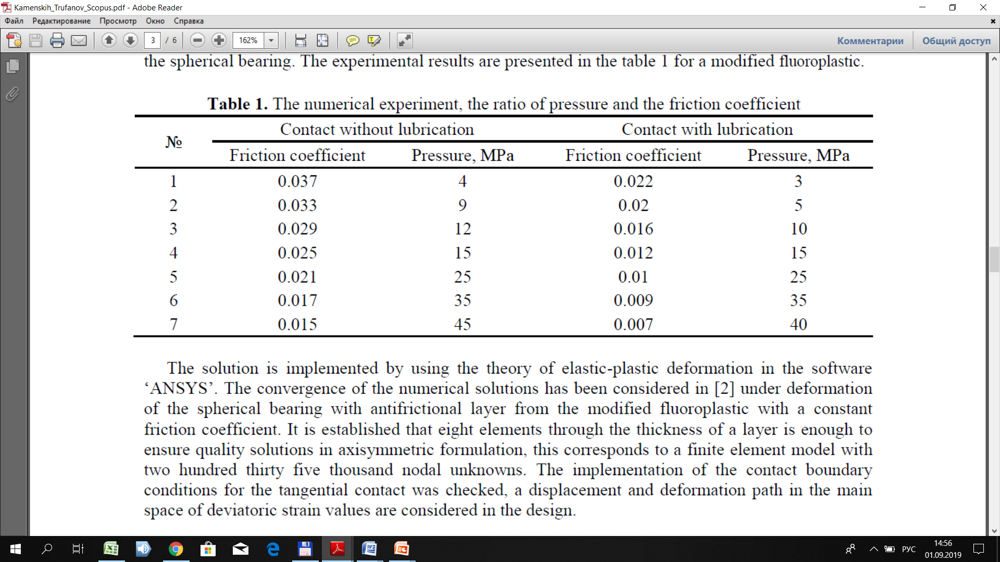 Kamenskih_Trufanov_Scopus.pdf - Adobe Reader
Файл Редактирование Просмотр Окно Справка
3 / 6 162% Комментарии Общий доступ
the spherical bearing. The experimental results are presented in the table 1 for a modified fluoroplastic.
Table 1. The numerical experiment, the ratio of pressure and the friction coefficient
№ Contact without lubrication Contact with lubrication
Friction coefficient Pressure, MPa Friction coefficient Pressure, MPa
1 0.037 4 0.022 3
2 0.033 9 0.02 5
3 0.029 12 0.016 10
4 0.025 15 0.012 15
5 0.021 25 0.01 25
6 0.017 35 0.009 35
7 0.015 45 0.007 40
The solution is implemented by using the theory of elastic-plastic deformation in the software
‘ANSYS’. The convergence of the numerical solutions has been considered in [2] under deformation
of the spherical bearing with antifrictional layer from the modified fluoroplastic with a constant
friction coefficient. It is established that eight elements through the thickness of a layer is enough to
ensure quality solutions in axisymmetric formulation, this corresponds to a finite element model with
two hundred thirty five thousand nodal unknowns. The implementation of the contact boundary
conditions for the tangential contact was checked, a displacement and deformation path in the main
space of deviatoric strain values are considered in the design.
РУС
14:56
01.09.2019